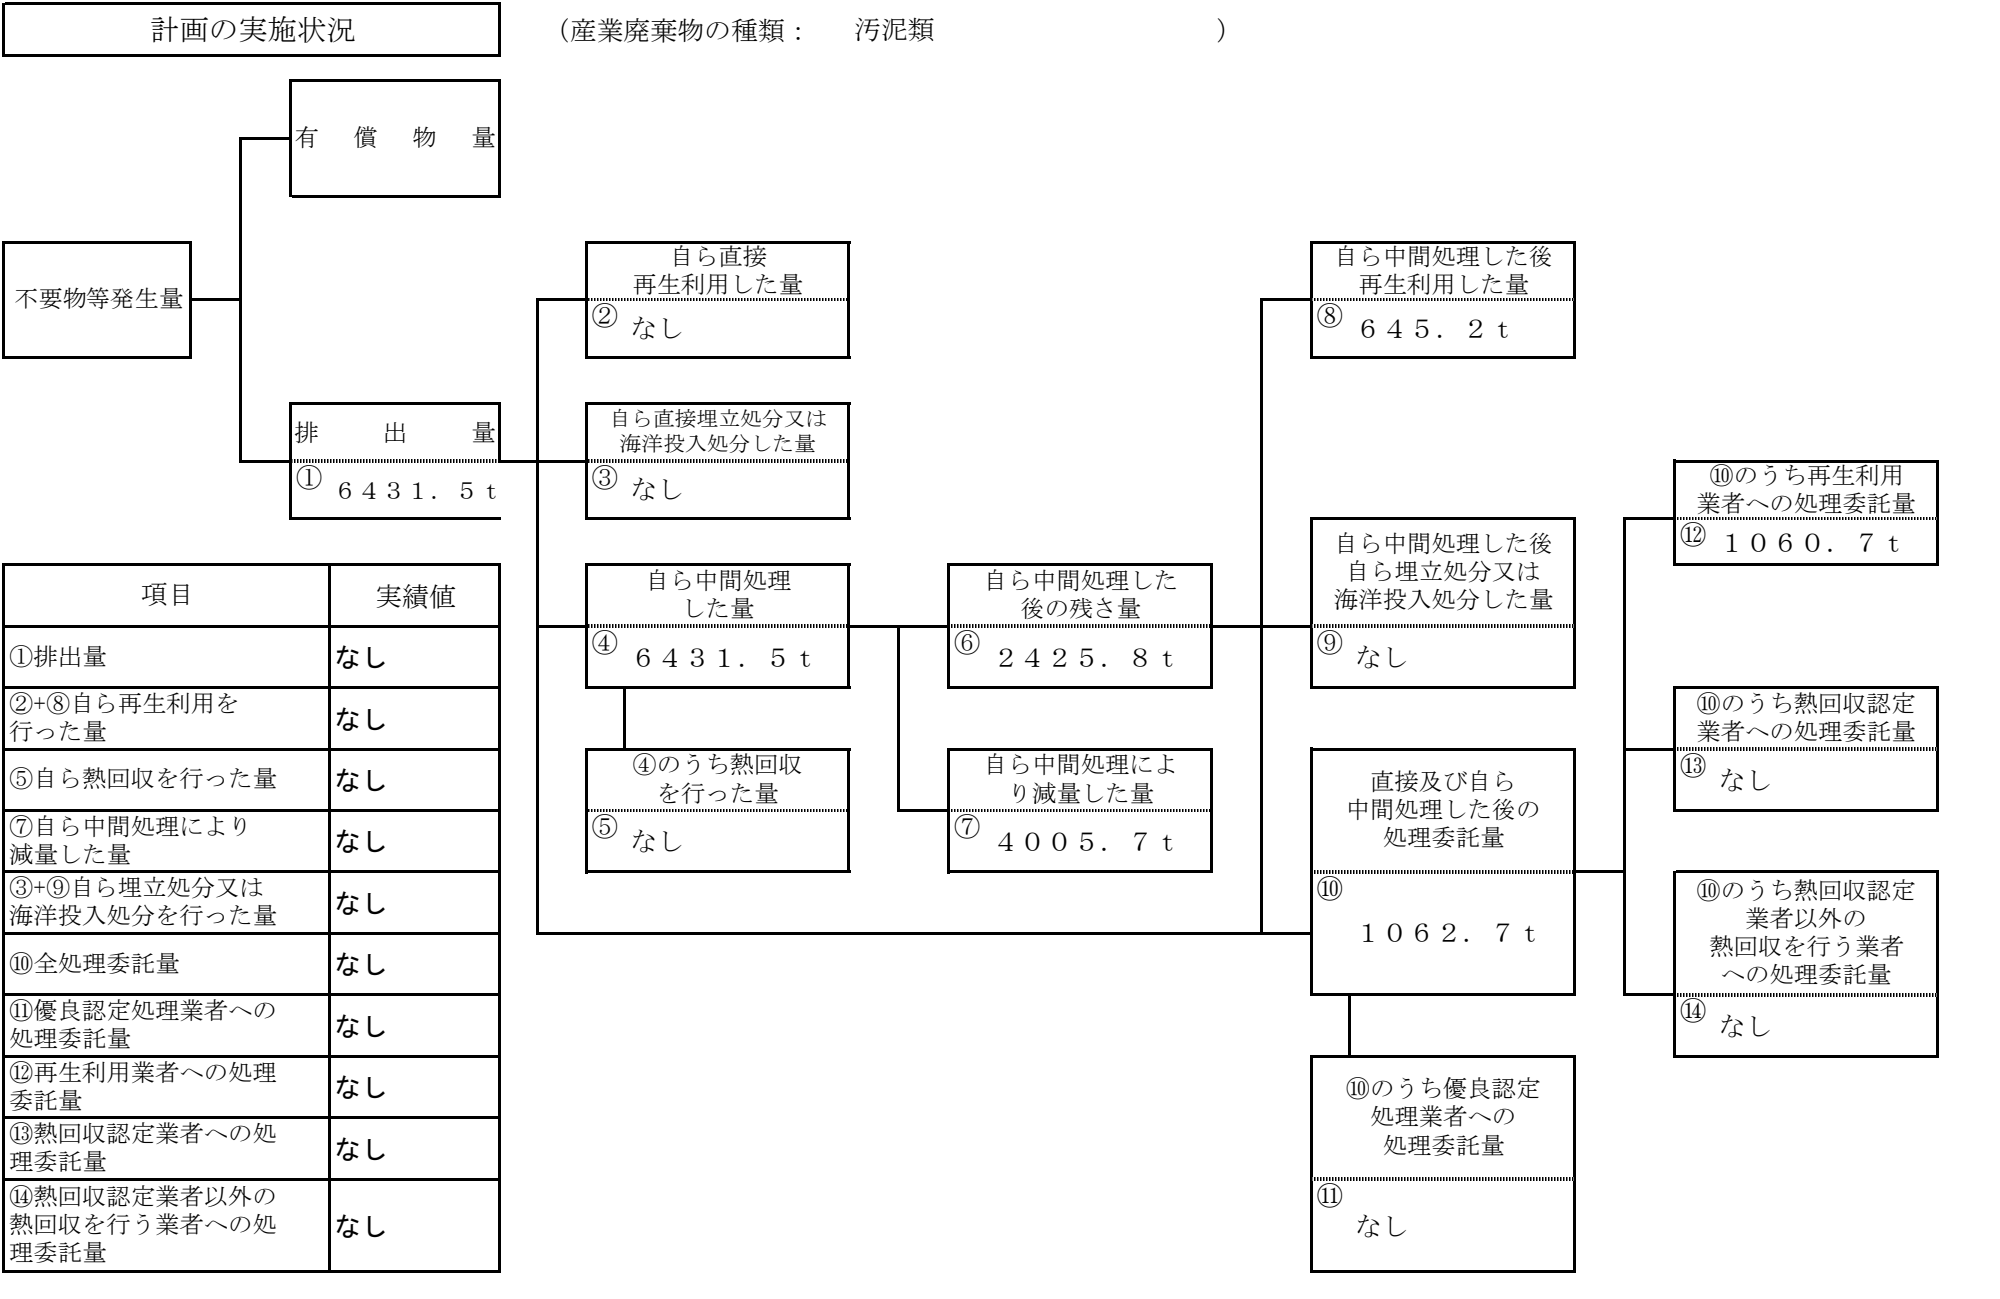 計画の実施状況
（産業廃棄物の種類： 汚泥類 ）
有償物量
不要物等発生量
排出量
① ６４３１．５ｔ
自ら直接
再生利用した量
② なし
自ら直接埋立処分又は
海洋投入処分した量
③ なし
自ら中間処理
した量
④ ６４３１．５ｔ
④のうち熱回収
を行った量
⑤ なし
自ら中間処理した
後の残さ量
⑥ ２４２５．８ｔ
自ら中間処理によ
り減量した量
⑦ ４００５．７ｔ
自ら中間処理した後
再生利用した量
⑧ ６４５．２ｔ
自ら中間処理した後
自ら埋立処分又は
海洋投入処分した量
⑨ なし
直接及び自ら
中間処理した後の
処理委託量
⑩
１０６２．７ｔ
⑩のうち優良認定
処理業者への
処理委託量
⑪
なし
⑩のうち再生利用
業者への処理委託量
⑫ １０６０．７ｔ
⑩のうち熱回収認定
業者への処理委託量
⑬ なし
⑩のうち熱回収認定
業者以外の
熱回収を行う業者
への処理委託量
⑭ なし
項目 実績値
①排出量 なし
②+⑧自ら再生利用を
行った量 なし
⑤自ら熱回収を行った量 なし
⑦自ら中間処理により
減量した量 なし
③+⑨自ら埋立処分又は
海洋投入処分を行った量 なし
⑩全処理委託量 なし
⑪優良認定処理業者への
処理委託量 なし
⑫再生利用業者への処理
委託量 なし
⑬熱回収認定業者への処
理委託量 なし
⑭熱回収認定業者以外の
熱回収を行う業者への処
理委託量 なし